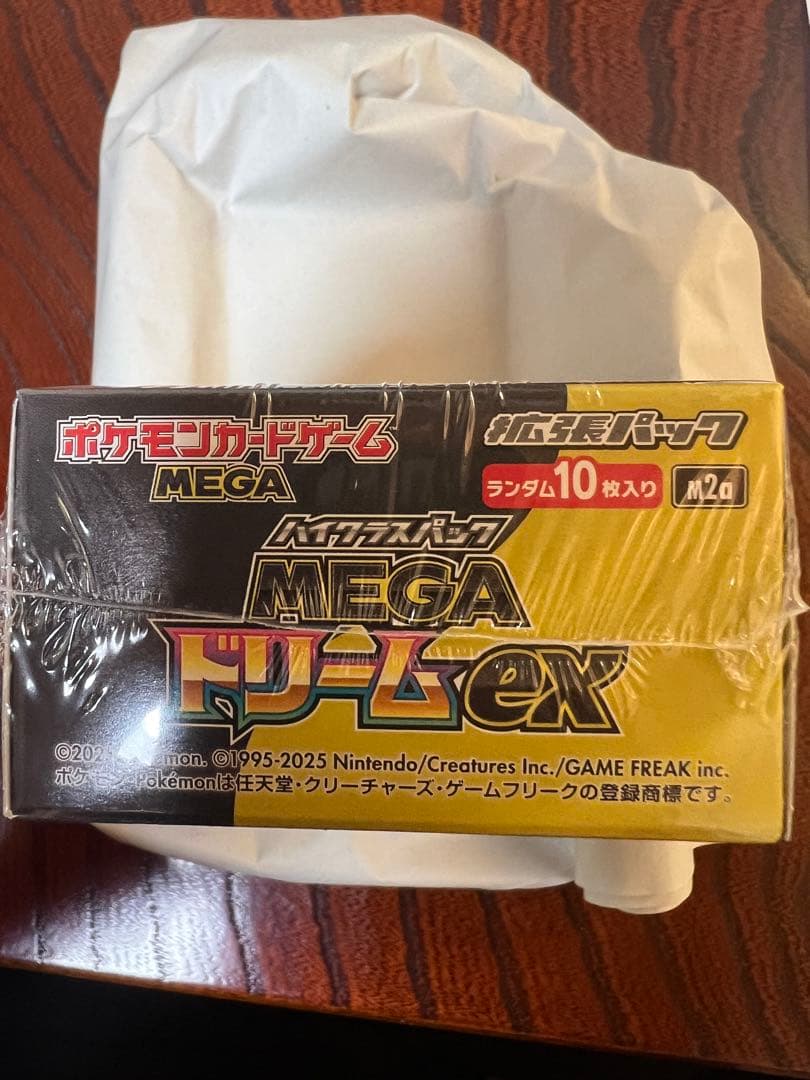 ポケモンカードゲーム
MEGA
拡張パック
ランダム10枚入り M2a
ハイクラスパック
MEGA
ドリームex
©1995-2025 Nintendo/Creatures Inc./GAME FREAK inc.
ポケモン・Pokémonは任天堂・クリーチャーズ・ゲームフリークの登録商標です。